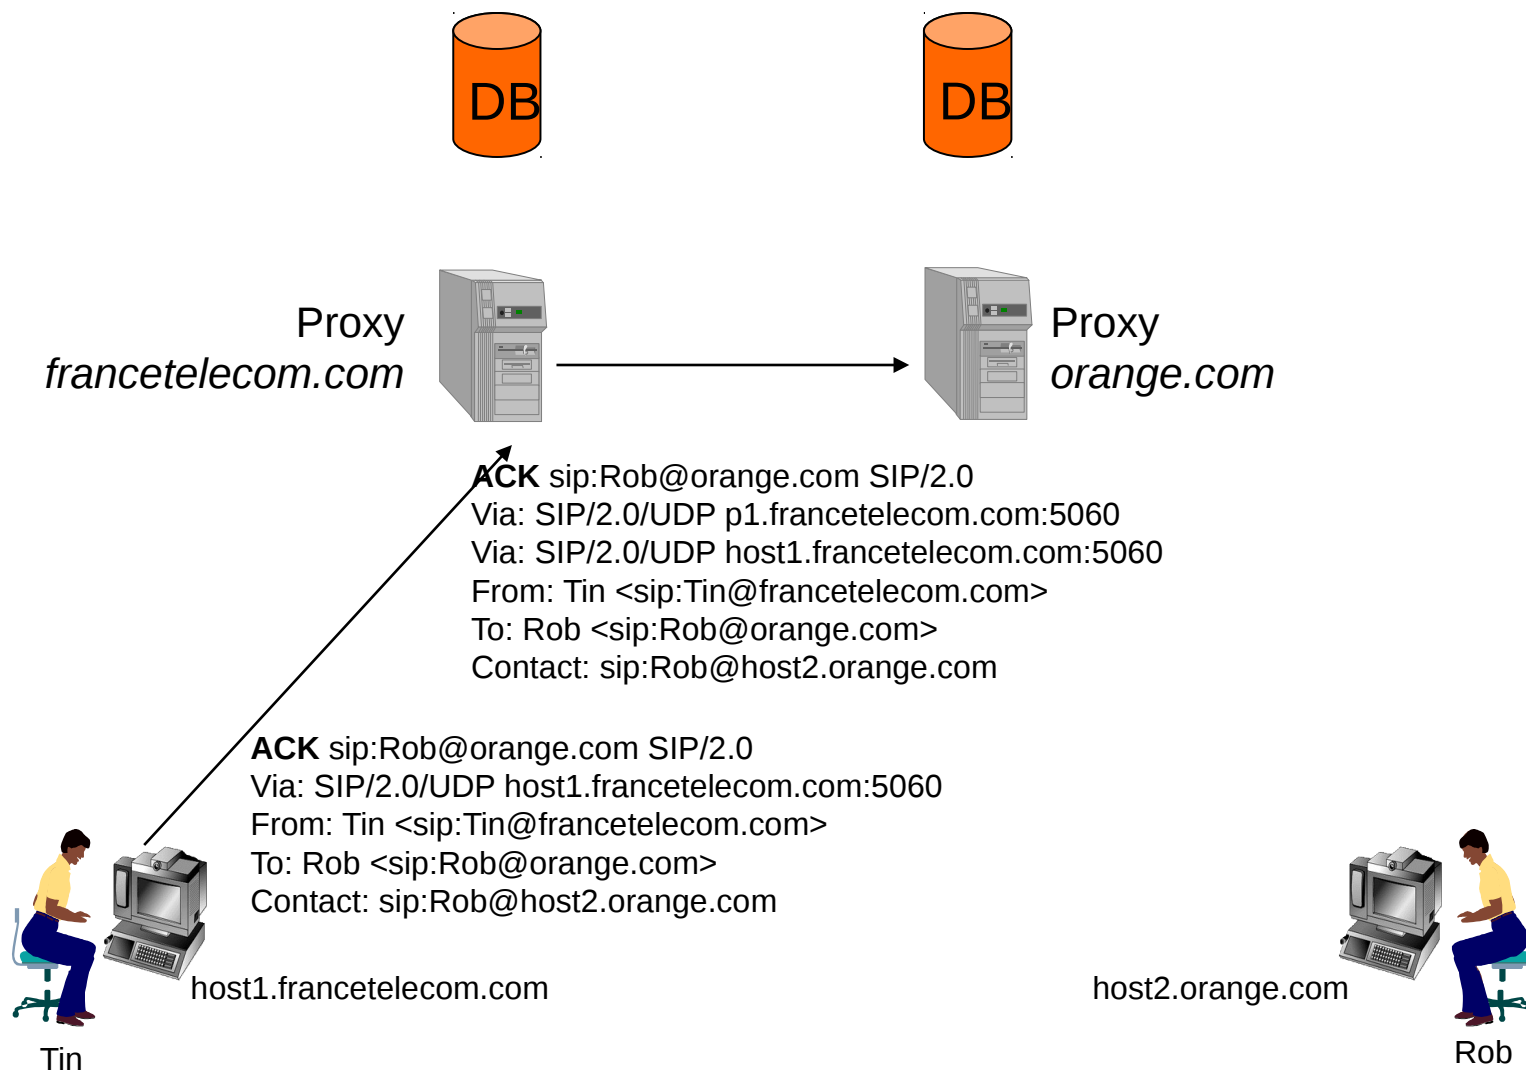 DB
DB
Proxy
francetelecom.com
Proxy
orange.com
ACK sip:Rob@orange.com SIP/2.0
Via: SIP/2.0/UDP p1.francetelecom.com:5060
Via: SIP/2.0/UDP host1.francetelecom.com:5060
From: Tin <sip:Tin@francetelecom.com>
To: Rob <sip:Rob@orange.com>
Contact: sip:Rob@host2.orange.com
ACK sip:Rob@orange.com SIP/2.0
Via: SIP/2.0/UDP host1.francetelecom.com:5060
From: Tin <sip:Tin@francetelecom.com>
To: Rob <sip:Rob@orange.com>
Contact: sip:Rob@host2.orange.com
host1.francetelecom.com
host2.orange.com
Tin
Rob